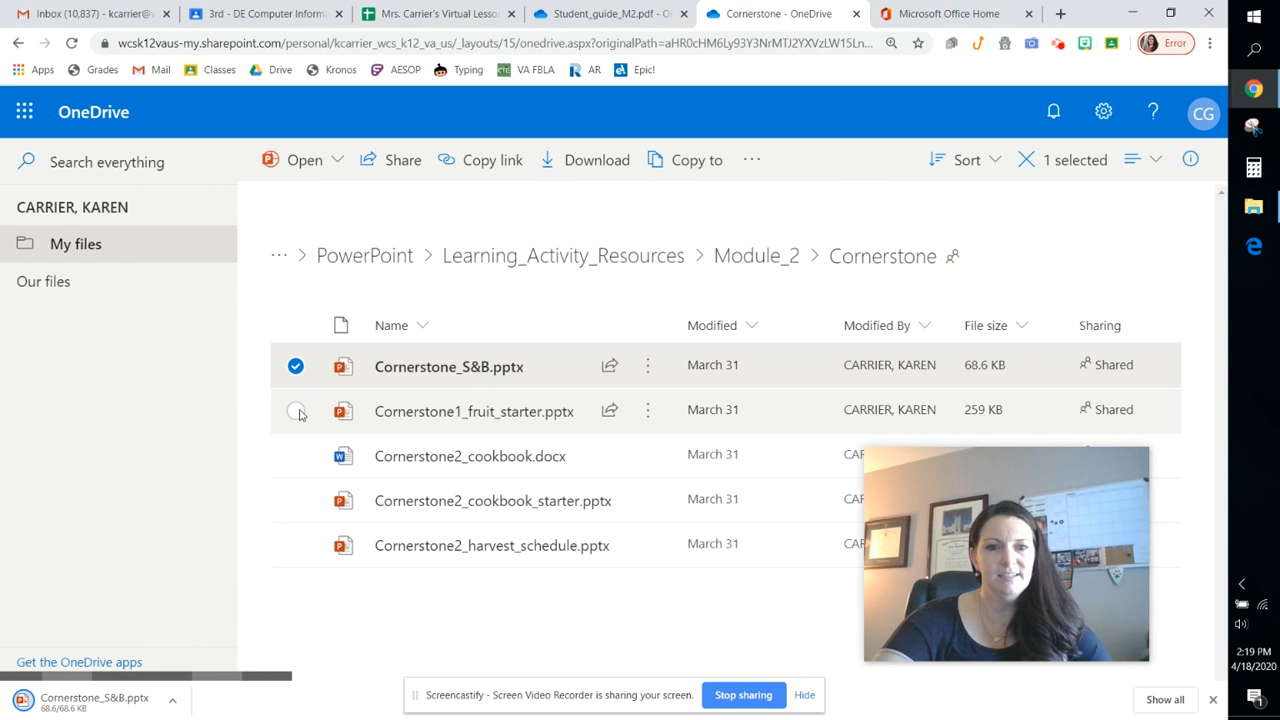 Inbox (10,837) - kcarrier@
3rd - DE Computer Informa
Mrs. Carrier's Virtual Lesso
Student_guide_M2.pdf - O
Cornerstone - OneDrive
Microsoft Office Home
wcsk12vaus-my.sharepoint.com/personal/kcarrier_wcs_k12_va_us/_layouts/15/onedrive.aspx?originalPath=aHR0cHM6Ly93Y3NrMTJ2YXVzLW15Ln...
Error
Apps Grades Mail Classes Drive Kronos AESOP Typing VA FBLA AR Epic!
OneDrive
CG
Search everything
Open Share Copy link Download Copy to ... Sort 1 selected
CARRIER, KAREN
My files
Our files
... > PowerPoint > Learning_Activity_Resources > Module_2 > Cornerstone
Name Modified Modified By File size Sharing
Cornerstone_S&B.pptx March 31 CARRIER, KAREN 68.6 KB Shared
Cornerstone1_fruit_starter.pptx March 31 CARRIER, KAREN 259 KB Shared
Cornerstone2_cookbook.docx March 31
Cornerstone2_cookbook_starter.pptx March 31
Cornerstone2_harvest_schedule.pptx March 31
Get the OneDrive apps
Cornerstone_S&B.pptx
68.6/68.6 KB
Screencastify - Screen Video Recorder is sharing your screen. Stop sharing Hide
Show all
2:19 PM
4/18/2020